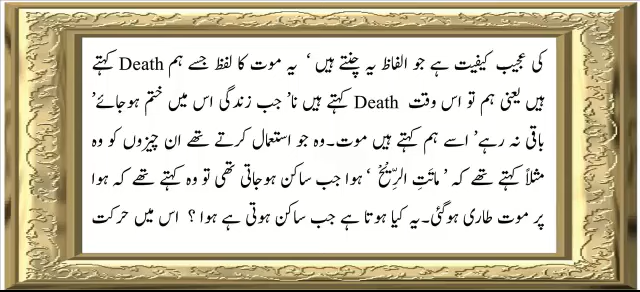 کی عجیب کیفیت ہے جو الفاظ یہ چنتے ہیں ‘ یہ موت کا لفظ جسے ہم Death کہتے
ہیں یعنی ہم تو اس وقت Death کہتے ہیں نا’ جب زندگی اس میں ختم ہوجائے’
باقی نہ رہے’ اسے ہم کہتے ہیں موت۔وہ جو استعمال کرتے تھے ان چیزوں کو وہ
مثلاً کہتے تھے کہ ’ ماتَتِ الرِّیْحُ ‘ ہوا جب ساکن ہوجاتی تھی تو وہ کہتے تھے کہ ہوا
پر موت طاری ہوگئی۔یہ کیا ہوتا ہے جب ساکن ہوتی ہے ہوا ؟ اس میں حرکت